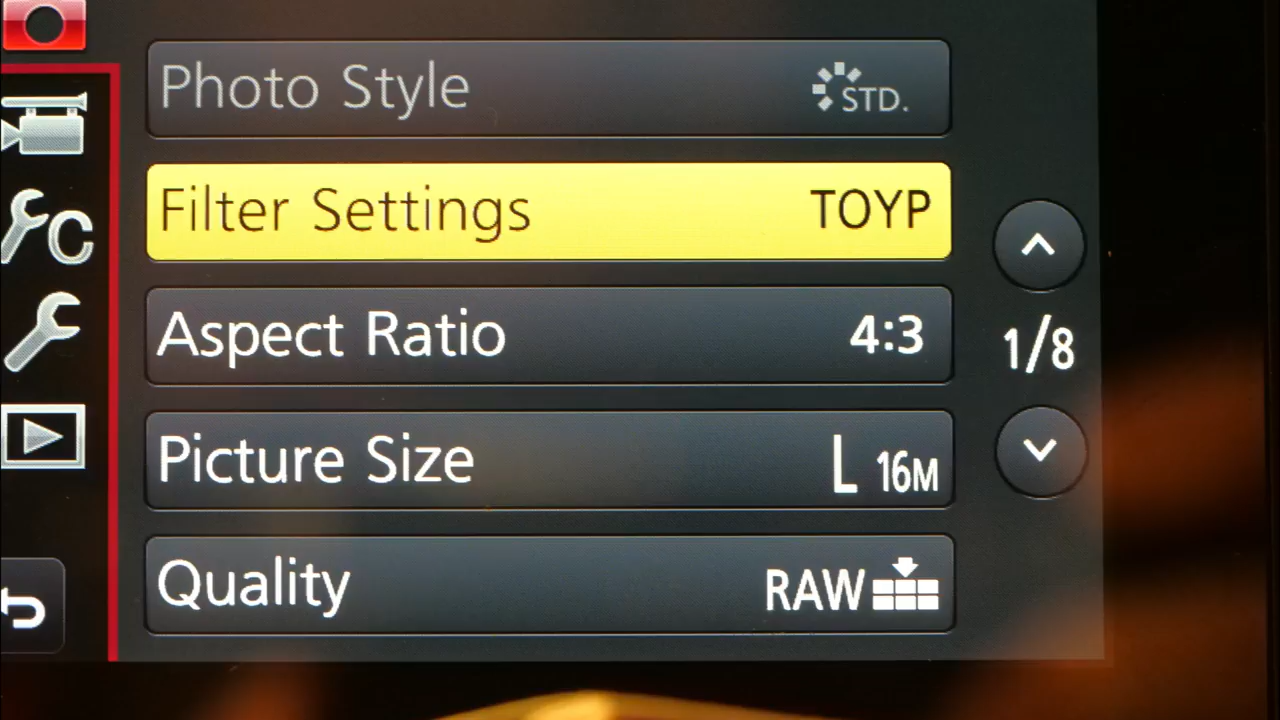 Photo Style STD.
Filter Settings TOYP
Aspect Ratio 4:3
1/8
Picture Size L 16M
Quality RAW
C